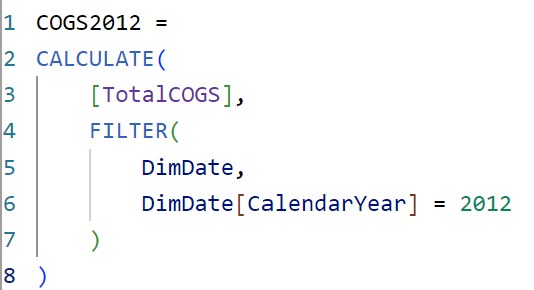 1 COGS2012 =
2 CALCULATE(
3     [TotalCOGS],
4     FILTER(
5         DimDate,
6         DimDate[CalendarYear] = 2012
7     )
8 )